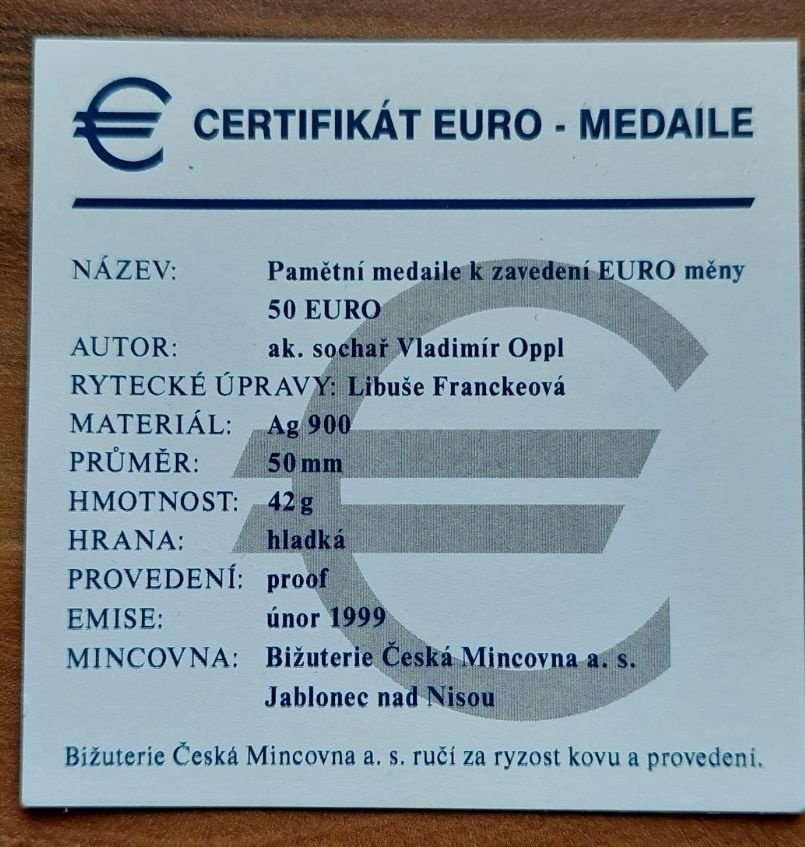 € CERTIFIKÁT EURO - MEDAILE
NÁZEV: Pamětní medaile k zavedení EURO měny
50 EURO
AUTOR: ak. sochař Vladimír Oppl
RYTECKÉ ÚPRAVY: Libuše Franckeová
MATERIÁL: Ag 900
PRŮMĚR: 50 mm
HMOTNOST: 42 g
HRANA: hladká
PROVEDENÍ: proof
EMISE: únor 1999
MINCOVNA: Bižuterie Česká Mincovna a. s.
Jablonec nad Nisou
Bižuterie Česká Mincovna a. s. ručí za ryzost kovu a provedení.